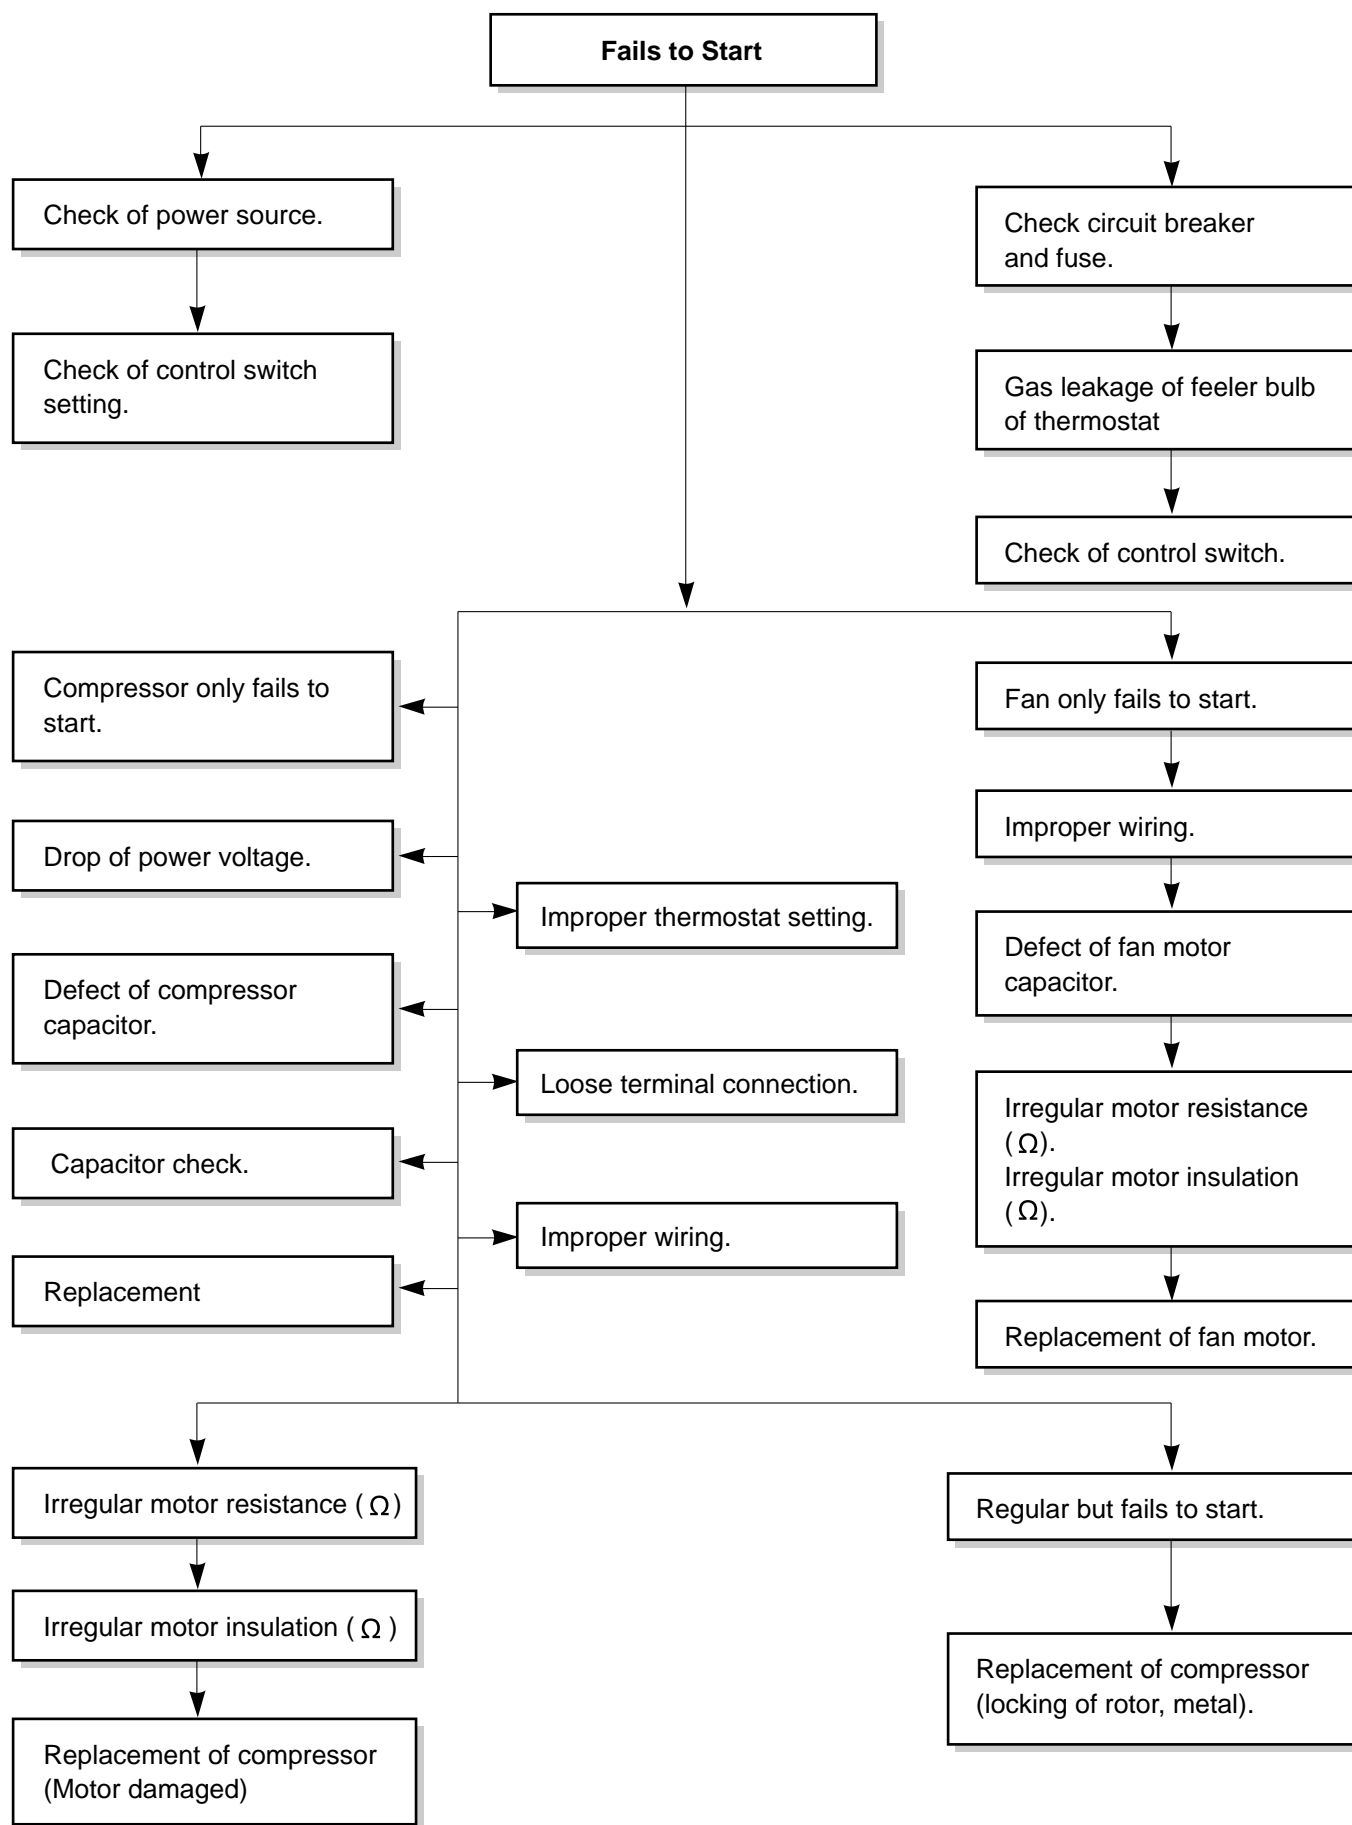 Fails to Start
Check of power source.
Check circuit breaker
and fuse.
Check of control switch
setting.
Gas leakage of feeler bulb
of thermostat
Check of control switch.
Compressor only fails to
start.
Fan only fails to start.
Drop of power voltage.
Improper wiring.
Improper thermostat setting.
Defect of fan motor
capacitor.
Defect of compressor
capacitor.
Loose terminal connection.
Irregular motor resistance
(Ω).
Irregular motor insulation
(Ω).
Capacitor check.
Improper wiring.
Replacement
Replacement of fan motor.
Irregular motor resistance (Ω)
Regular but fails to start.
Irregular motor insulation (Ω )
Replacement of compressor
(locking of rotor, metal).
Replacement of compressor
(Motor damaged)